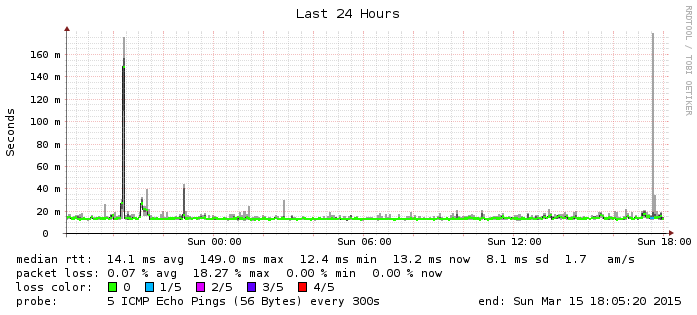 Last 24 Hours
RRDTOOL / TOBI OETIKER
Seconds
160 m
140 m
120 m
100 m
80 m
60 m
40 m
20 m
0
Sun 00:00 Sun 06:00 Sun 12:00 Sun 18:00
median rtt: 14.1 ms avg 149.0 ms max 12.4 ms min 13.2 ms now 8.1 ms sd 1.7 am/s
packet loss: 0.07 % avg 18.27 % max 0.00 % min 0.00 % now
loss color: 0 1/5 2/5 3/5 4/5
probe: 5 ICMP Echo Pings (56 Bytes) every 300s end: Sun Mar 15 18:05:20 2015